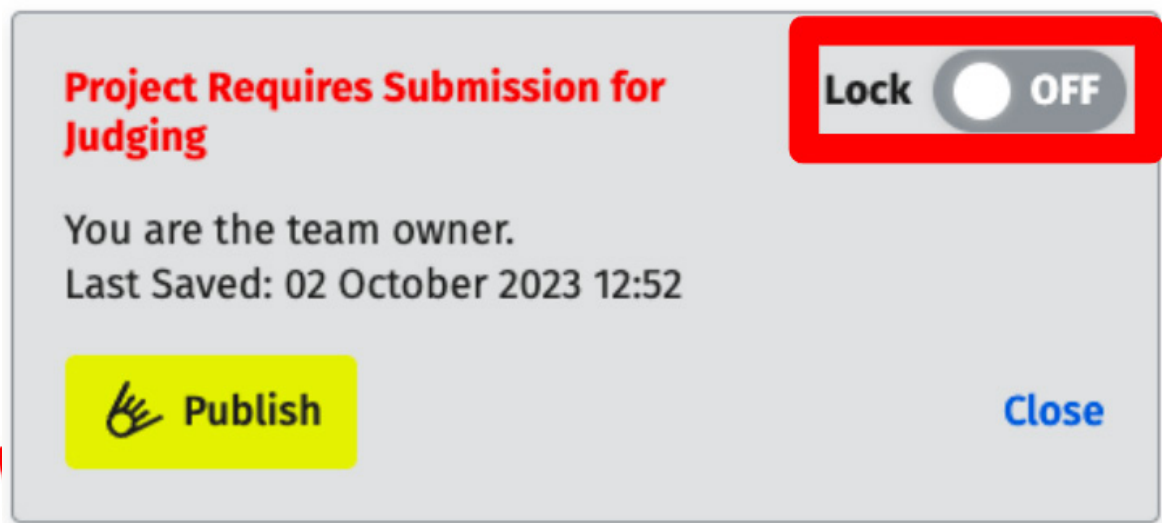 Project Requires Submission for
Judging
Lock OFF
You are the team owner.
Last Saved: 02 October 2023 12:52
Publish
Close